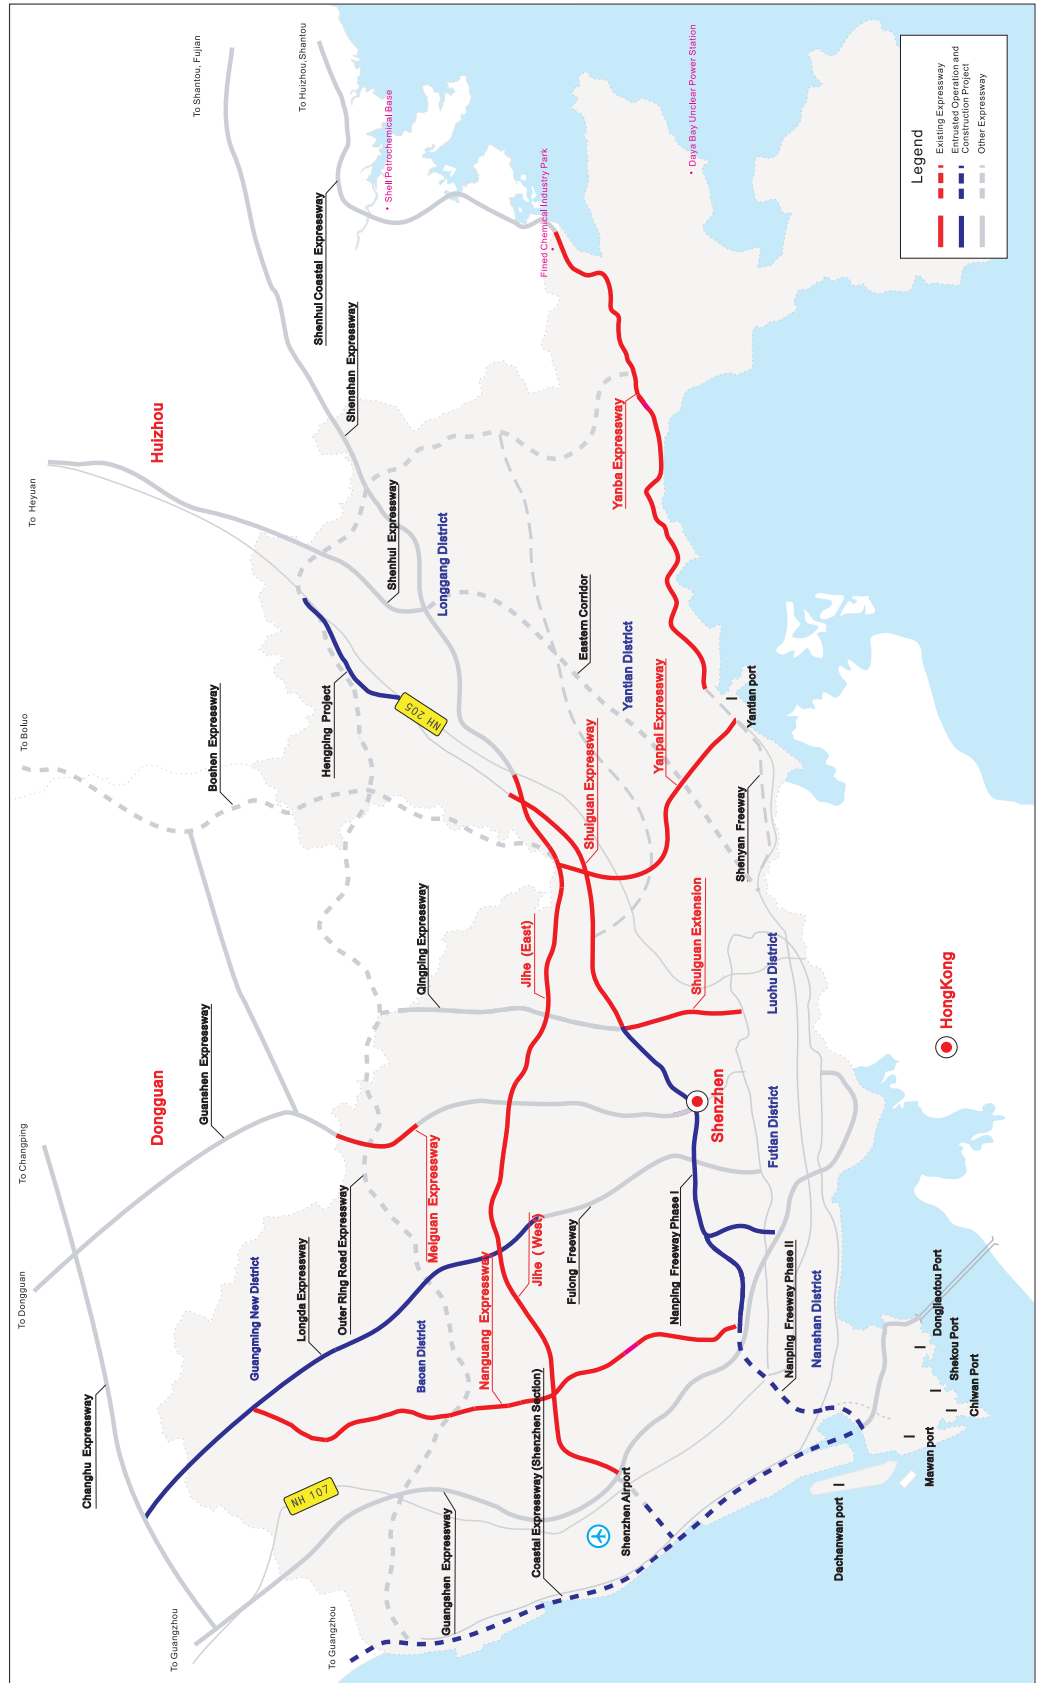 To Shantou, Fujian
To Huizhou,Shantou
• Shell Petrochemical Base
Fined Chemical Industry Park
• Daya Bay Unclear Power Station
Legend
Existing Expressway
Entrusted Operation and
Construction Project
Other Expressway
Shenhui Coastal Expressway
Shenshan Expressway
Huizhou
To Heyuan
Shenhui Expressway
Longgang District
Yanba Expressway
Eastern Corridor
Yantian District
Yanpai Expressway
Yantian port
To Boluo
Boshen Expressway
Hengping Project
NH 205
Shuiguan Expressway
Shenyan Freeway
Qingping Expressway
Jihe (East)
Shuiguan Extension
Luohu District
HongKong
Guanshen Expressway
Dongguan
To Changping
Shenzhen
Futian District
Meiguan Expressway
Outer Ring Road Expressway
Longda Expressway
Guangming New District
To Dongguan
Jihe ( West)
Fulong Freeway
Nanping Freeway Phase I
Nanping Freeway Phase II
Nanshan District
Dongjiaotou Port
Shekou Port
Chiwan Port
Mawan port
Dachanwan port
Baoan District
Nanguang Expressway
Coastal Expressway (Shenzhen Section)
Shenzhen Airport
Changhu Expressway
NH 107
Guangshen Expressway
To Guangzhou
To Guangzhou